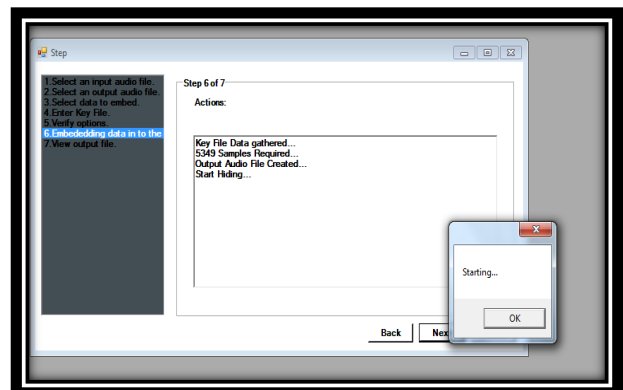 Step
1.Select an input audio file.
2.Select an output audio file.
3.Select data to embed.
4.Enter Key File.
5.Verify options.
6.Embededding data in to the
7.View output file.
Step 6 of 7
Actions:
Key File Data gathered...
5349 Samples Required...
Output Audio File Created...
Start Hiding...
Starting...
OK
Back
Nex